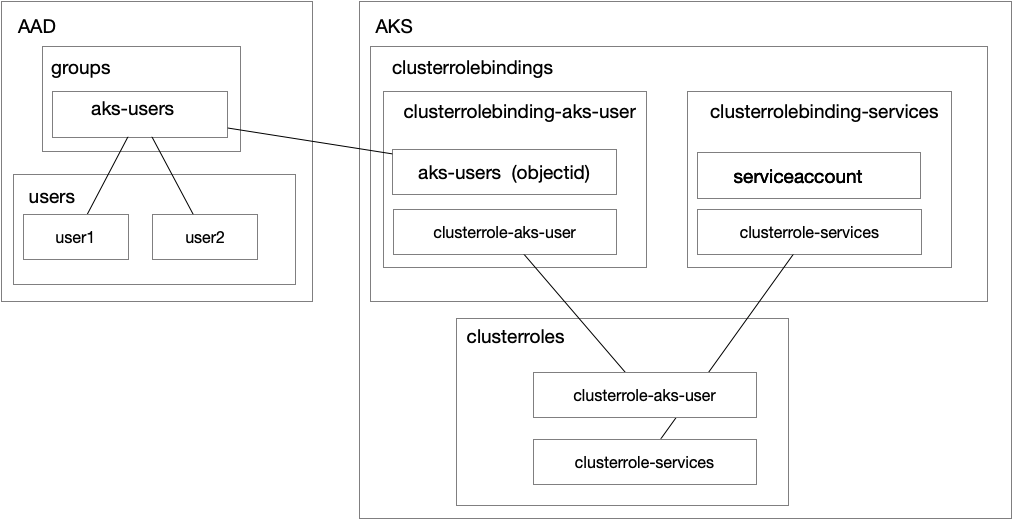 AAD
groups
aks-users
users
user1
user2
AKS
clusterrolebindings
clusterrolebinding-aks-user
aks-users (objectid)
clusterrole-aks-user
clusterrolebinding-services
serviceaccount
clusterrole-services
clusterroles
clusterrole-aks-user
clusterrole-services